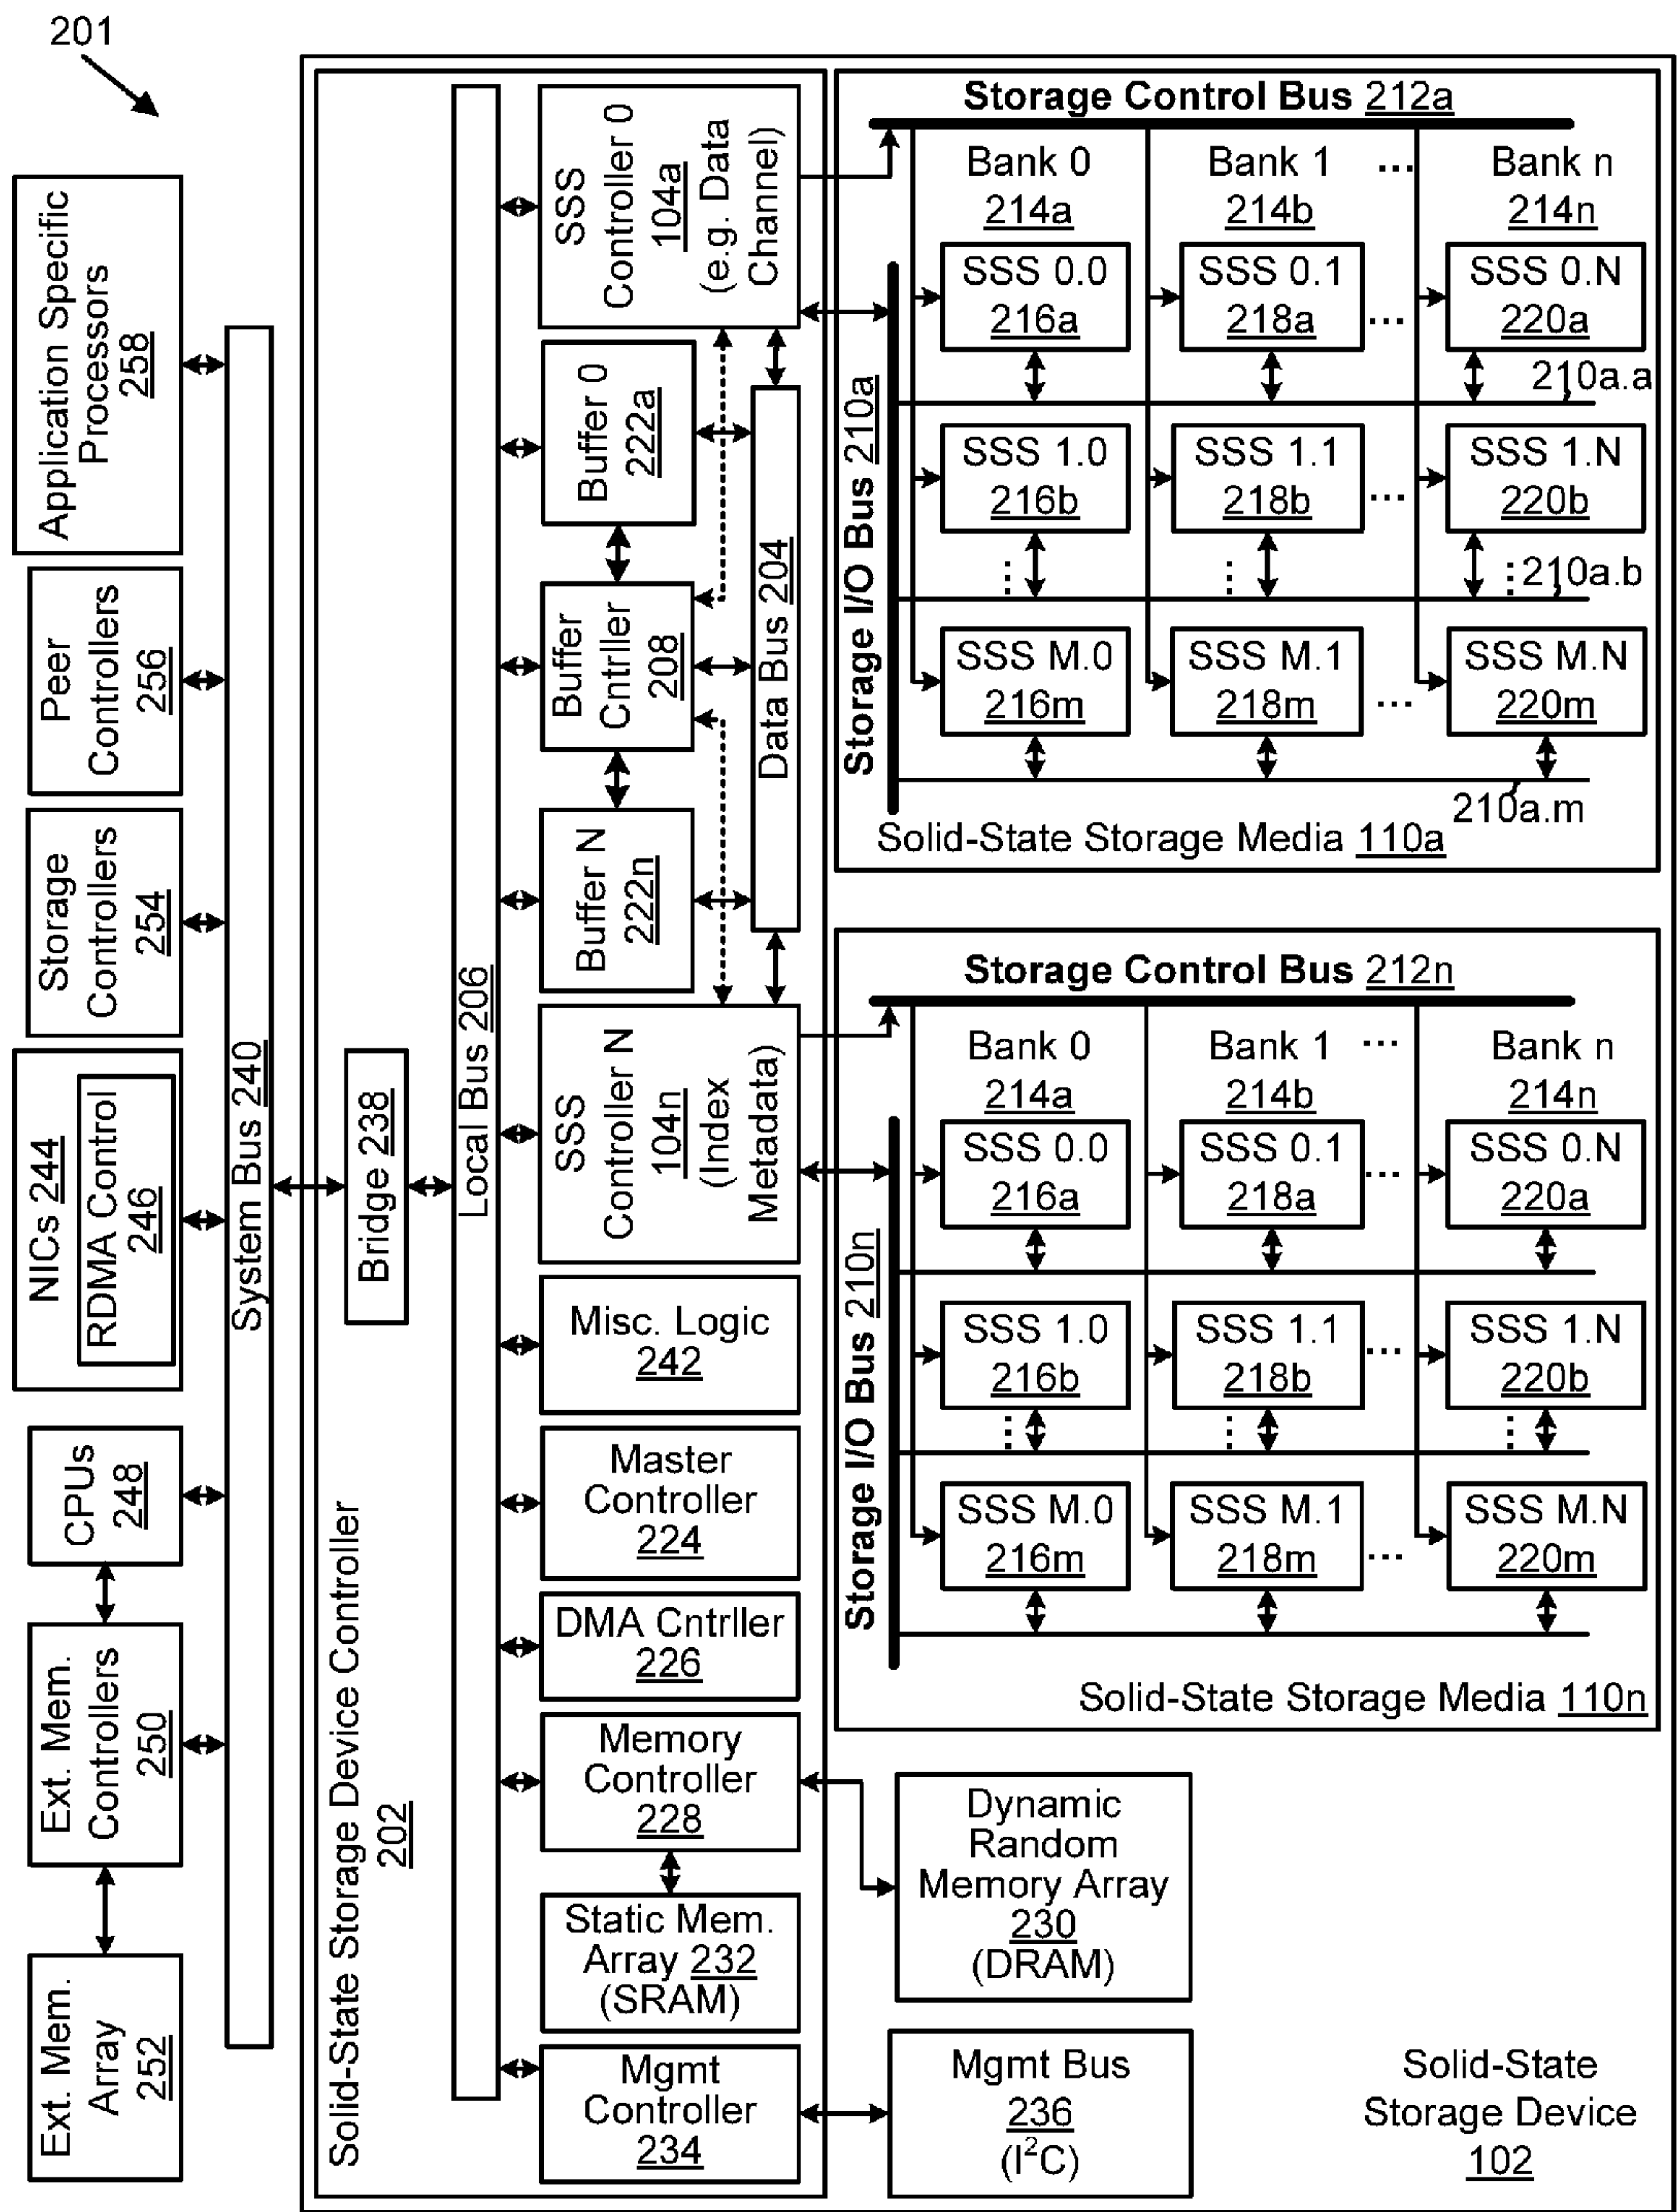 201
Application Specific
Processors
258
Peer
Controllers
256
Storage
Controllers
254
NICs 244
RDMA Control
246
CPUs
248
Ext. Mem.
Controllers
250
Ext. Mem.
Array
252
System Bus 240
Solid-State Storage Device Controller
202
Bridge 238
Local Bus 206
SSS
Controller 0
104a
(e.g. Data
Channel)
Buffer 0
222a
Buffer
Cntrller
208
Buffer N
222n
Data Bus 204
SSS
Controller N
104n
(Index
Metadata)
Misc. Logic
242
Master
Controller
224
DMA Cntrller
226
Memory
Controller
228
Static Mem.
Array 232
(SRAM)
Mgmt
Controller
234
Storage Control Bus 212a
Bank 0
214a
Bank 1
214b
...
Bank n
214n
Storage I/O Bus 210a
SSS 0.0
216a
SSS 0.1
218a
...
SSS 0.N
220a
210a.a
SSS 1.0
216b
SSS 1.1
218b
...
SSS 1.N
220b
...
...
...
210a.b
SSS M.0
216m
SSS M.1
218m
...
SSS M.N
220m
210a.m
Solid-State Storage Media 110a
Storage Control Bus 212n
Bank 0
214a
Bank 1
214b
...
Bank n
214n
Storage I/O Bus 210n
SSS 0.0
216a
SSS 0.1
218a
...
SSS 0.N
220a
SSS 1.0
216b
SSS 1.1
218b
...
SSS 1.N
220b
...
...
...
SSS M.0
216m
SSS M.1
218m
...
SSS M.N
220m
Solid-State Storage Media 110n
Dynamic
Random
Memory Array
230
(DRAM)
Mgmt Bus
236
(I²C)
Solid-State
Storage Device
102